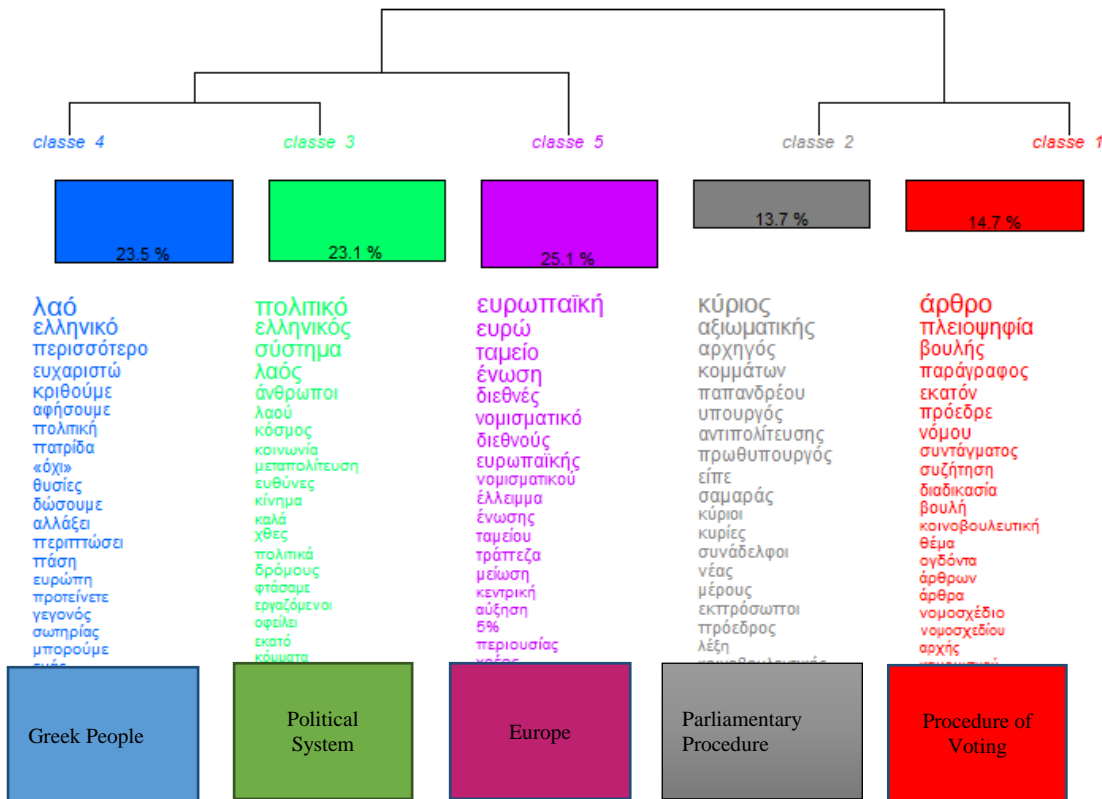 classe 4
classe 3
classe 5
classe 2
classe 1
23.5 %
23.1 %
25.1 %
13.7 %
14.7 %
λαό
ελληνικό
περισσότερο
ευχαριστώ
κριθούμε
αφήσουμε
πολιτική
πατρίδα
«όχι»
θυσίες
δώσουμε
αλλάξει
περιπτώσει
πάση
ευρώπη
προτείνετε
γεγονός
σωτηρίας
μπορούμε
πολιτικό
ελληνικός
σύστημα
λαός
άνθρωποι
λαού
κόσμος
κοινωνία
μεταπολίτευση
ευθύνες
κίνημα
καλά
χθες
πολιτικά
δρόμους
φτάσαμε
εργαζόμενοι
οφείλει
εκατό
κόμματα
ευρωπαϊκή
ευρώ
ταμείο
ένωση
διεθνές
νομισματικό
διεθνούς
ευρωπαϊκής
νομισματικού
έλλειμμα
ένωσης
ταμείου
τράπεζα
μείωση
κεντρική
αύξηση
5%
περιουσίας
χρέος
κύριος
αξιωματικής
αρχηγός
κομμάτων
παπανδρέου
υπουργός
αντιπολίτευσης
πρωθυπουργός
είπε
σαμαράς
κύριοι
κυρίες
συνάδελφοι
νέας
μέρους
εκπρόσωποι
πρόεδρος
λέξη
άρθρο
πλειοψηφία
βουλής
παράγραφος
εκατόν
πρόεδρε
νόμου
συντάγματος
συζήτηση
διαδικασία
βουλή
κοινοβουλευτική
θέμα
ογδόντα
άρθρων
άρθρα
νομοσχέδιο
νομοσχεδίου
αρχής
Greek People
Political
System
Europe
Parliamentary
Procedure
Procedure of
Voting